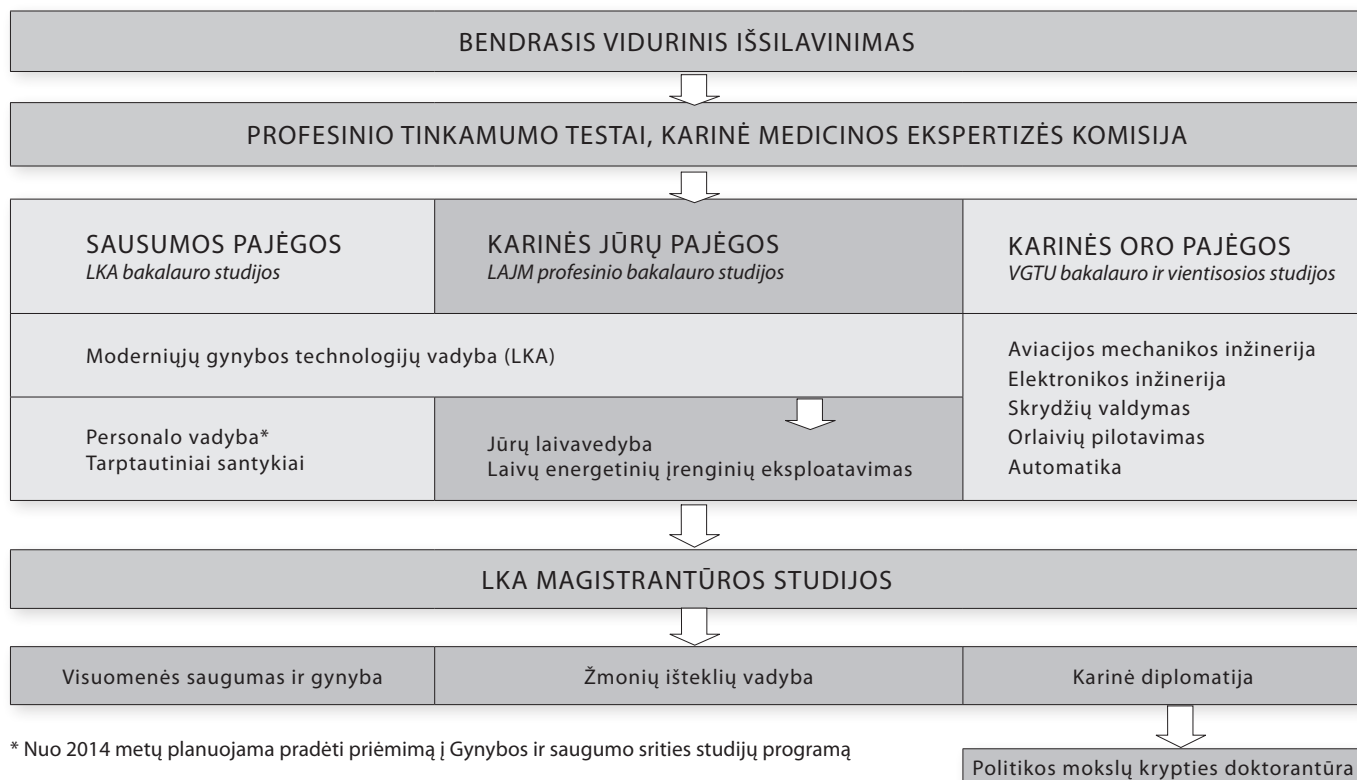 BENDRASIS VIDURINIS IŠSILAVINIMAS
PROFESINIO TINKAMUMO TESTAI, KARINĖ MEDICINOS EKSPERTIZĖS KOMISIJA
SAUSUMOS PAJĖGOS
LKA bakalauro studijos
KARINĖS JŪRŲ PAJĖGOS
LAJM profesinio bakalauro studijos
KARINĖS ORO PAJĖGOS
VGTU bakalauro ir vientisosios studijos
Moderniųjų gynybos technologijų vadyba (LKA)
Personalo vadyba*
Tarptautiniai santykiai
Jūrų laivavedyba
Laivų energetinių įrenginių eksploatavimas
Aviacijos mechanikos inžinerija
Elektronikos inžinerija
Skrydžių valdymas
Orlaivių pilotavimas
Automatika
LKA MAGISTRANTŪROS STUDIJOS
Visuomenės saugumas ir gynyba
Žmonių išteklių vadyba
Karinė diplomatija
* Nuo 2014 metų planuojama pradėti priėmimą į Gynybos ir saugumo srities studijų programą
Politikos mokslų krypties doktorantūra